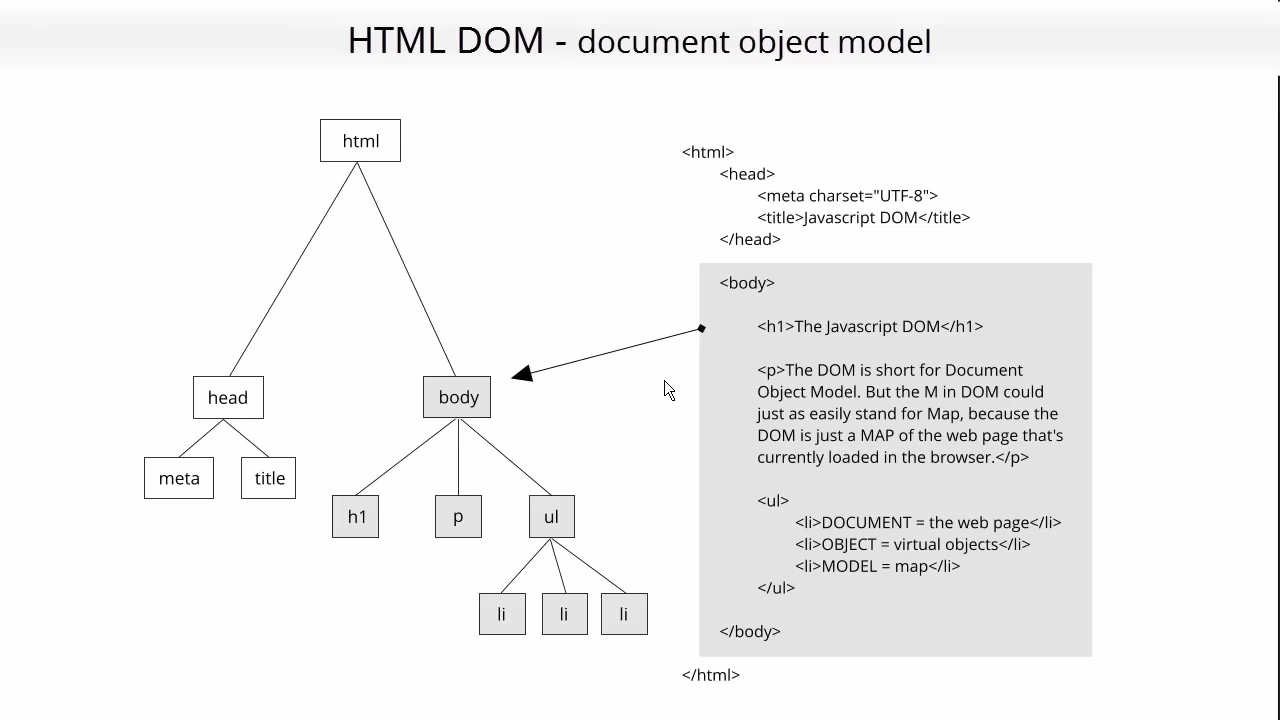 HTML DOM - document object model
html
head
body
meta
title
h1
p
ul
li
li
li
<html>
<head>
<meta charset="UTF-8">
<title>Javascript DOM</title>
</head>
<body>
<h1>The Javascript DOM</h1>
<p>The DOM is short for Document
Object Model. But the M in DOM could
just as easily stand for Map, because the
DOM is just a MAP of the web page that's
currently loaded in the browser.</p>
<ul>
<li>DOCUMENT = the web page</li>
<li>OBJECT = virtual objects</li>
<li>MODEL = map</li>
</ul>
</body>
</html>